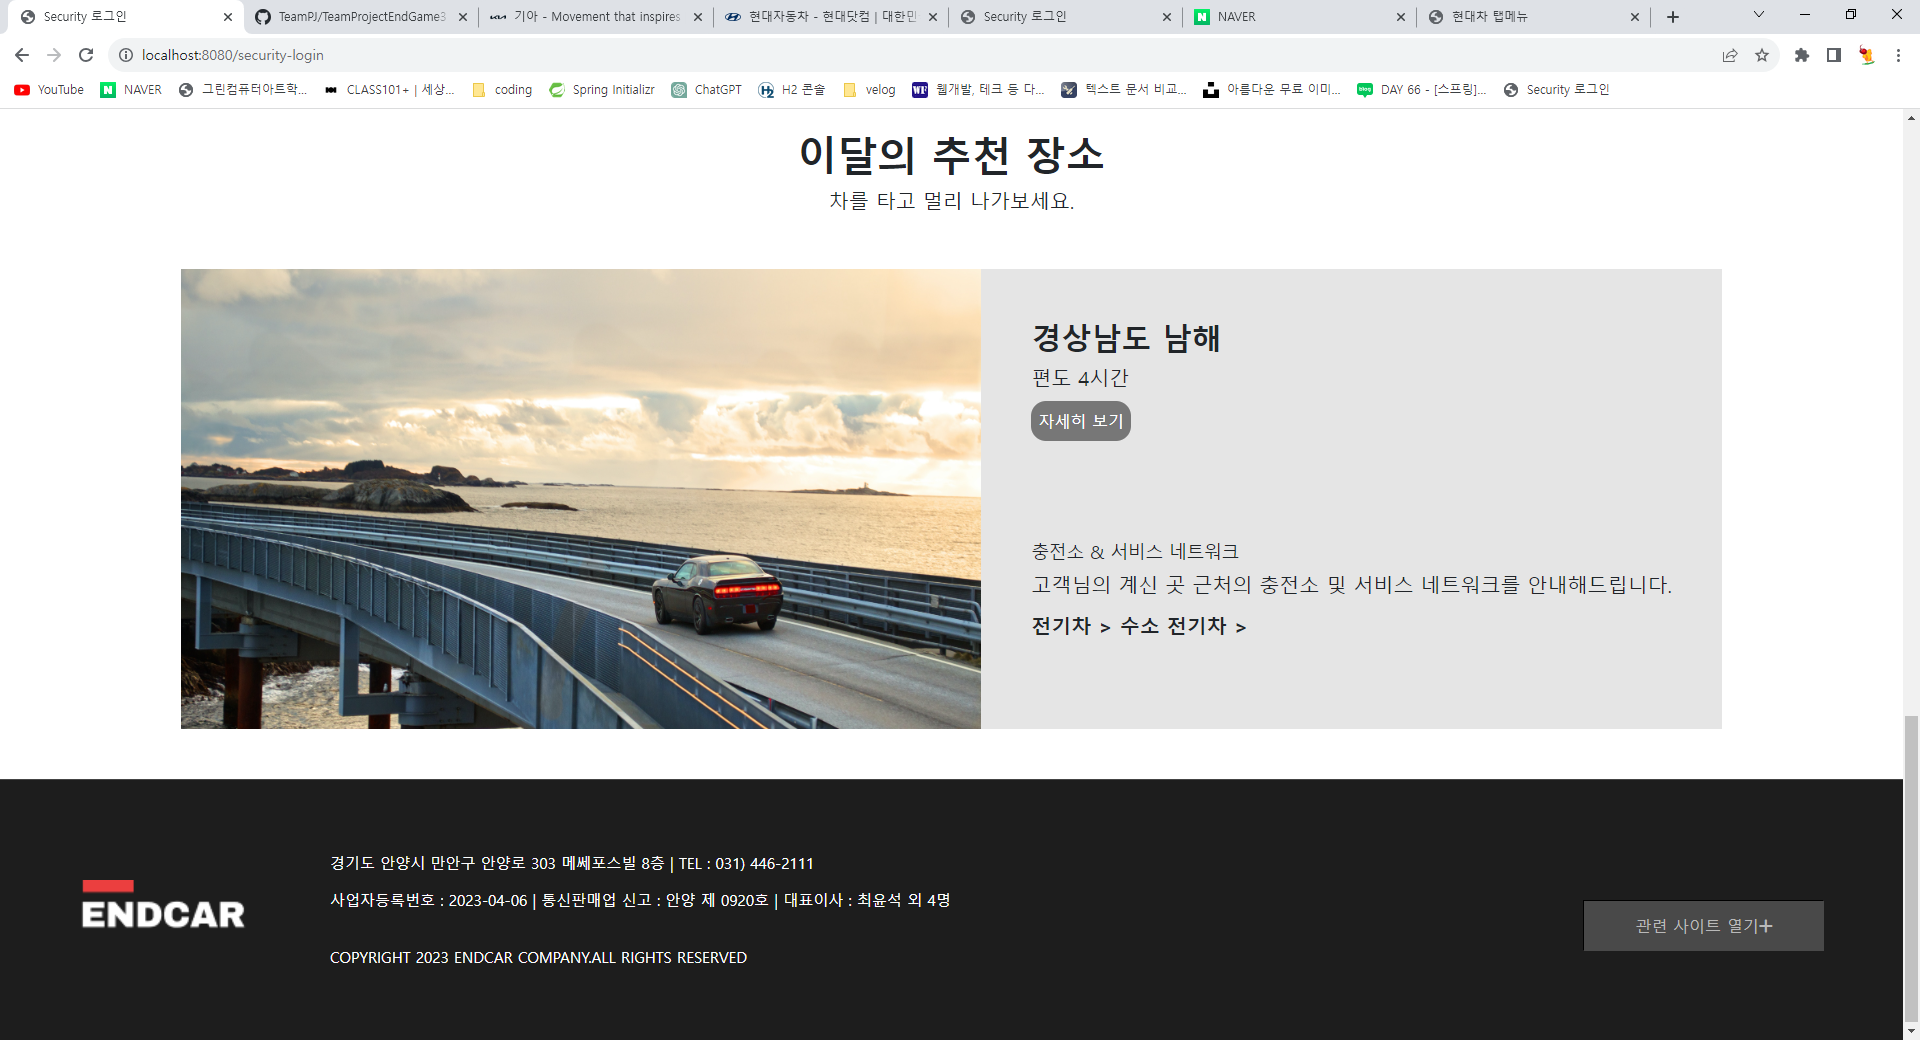 Security 로그인
TeamPJ/TeamProjectEndGame3
기아 - Movement that inspires
현대자동차 - 현대닷컴 | 대한민
Security 로그인
NAVER
현대차 탭메뉴
localhost:8080/security-login
YouTube
NAVER
그린컴퓨터아트학...
CLASS101+ | 세상...
coding
Spring Initializr
ChatGPT
H2 콘솔
velog
웹개발, 테크 등 다...
텍스트 문서 비교...
아름다운 무료 이미...
DAY 66 - [스프링]...
Security 로그인
이달의 추천 장소
차를 타고 멀리 나가보세요.
경상남도 남해
편도 4시간
자세히 보기
충전소 & 서비스 네트워크
고객님의 계신 곳 근처의 충전소 및 서비스 네트워크를 안내해드립니다.
전기차 > 수소 전기차 >
ENDCAR
경기도 안양시 만안구 안양로 303 메쎄포스빌 8층 | TEL : 031) 446-2111
사업자등록번호 : 2023-04-06 | 통신판매업 신고 : 안양 제 0920호 | 대표이사 : 최윤석 외 4명
COPYRIGHT 2023 ENDCAR COMPANY.ALL RIGHTS RESERVED
관련 사이트 열기+